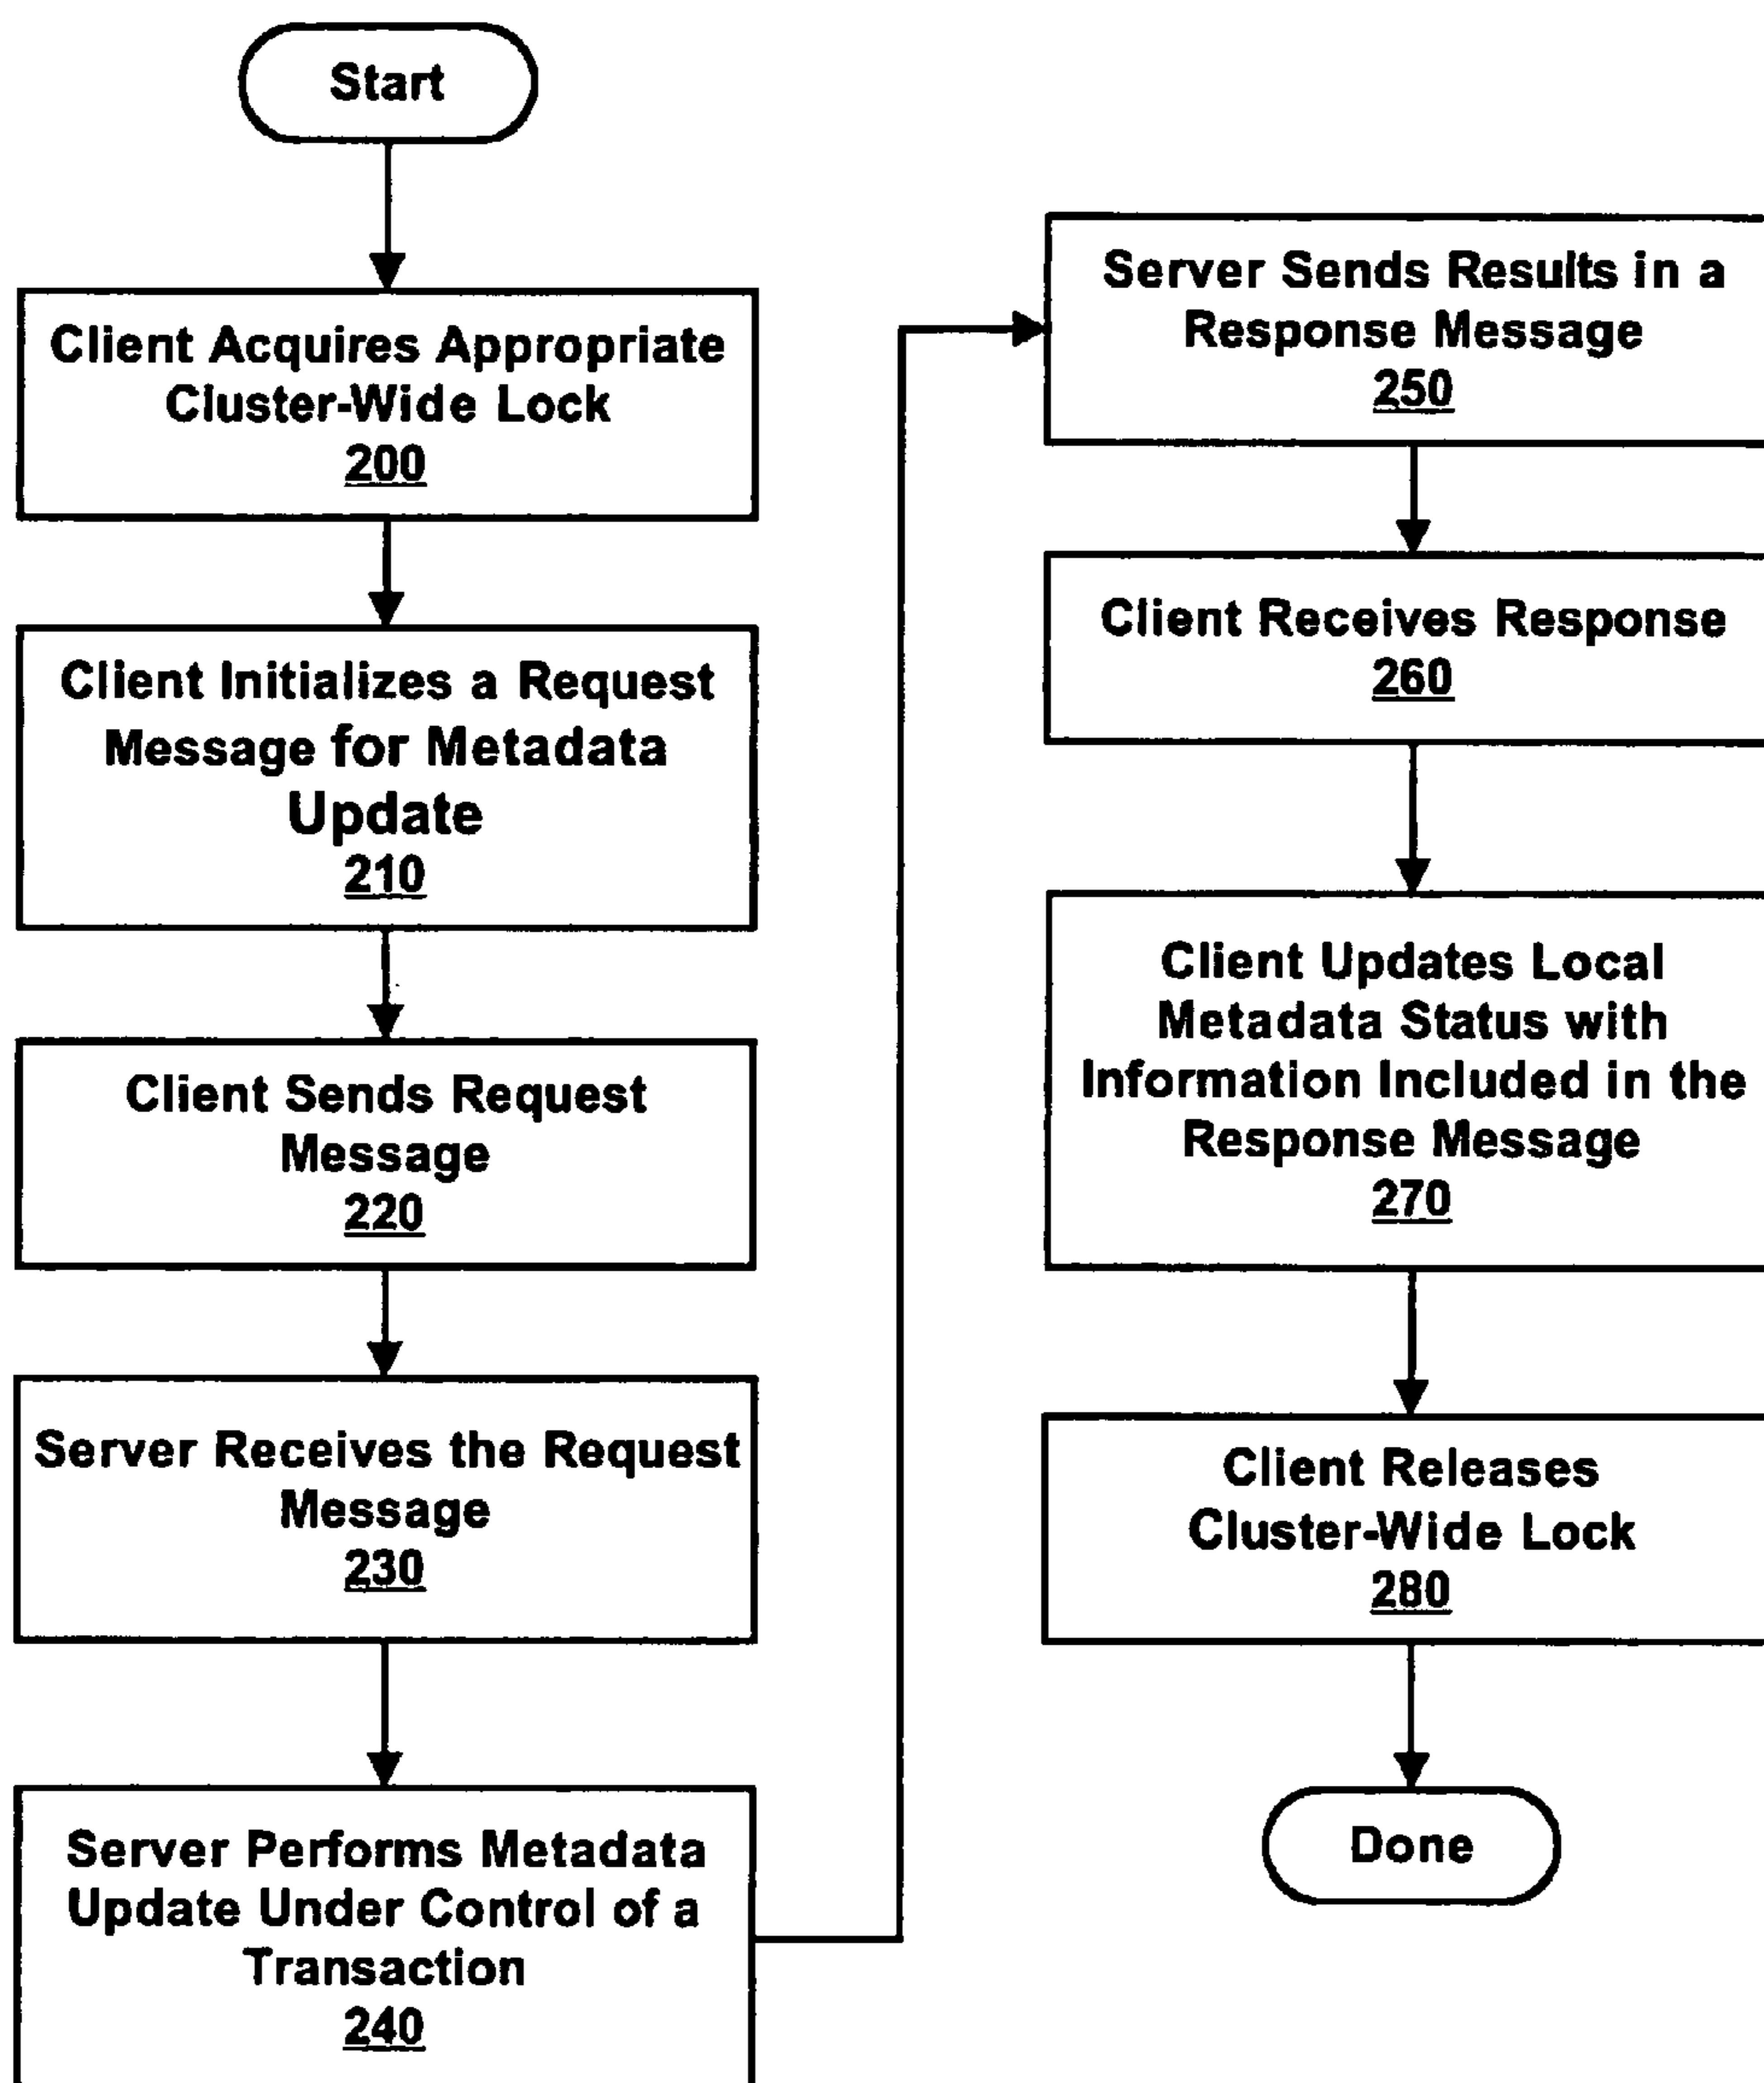 Start
Client Acquires Appropriate
Cluster-Wide Lock
200
Client Initializes a Request
Message for Metadata
Update
210
Client Sends Request
Message
220
Server Receives the Request
Message
230
Server Performs Metadata
Update Under Control of a
Transaction
240
Server Sends Results in a
Response Message
250
Client Receives Response
260
Client Updates Local
Metadata Status with
Information Included in the
Response Message
270
Client Releases
Cluster-Wide Lock
280
Done